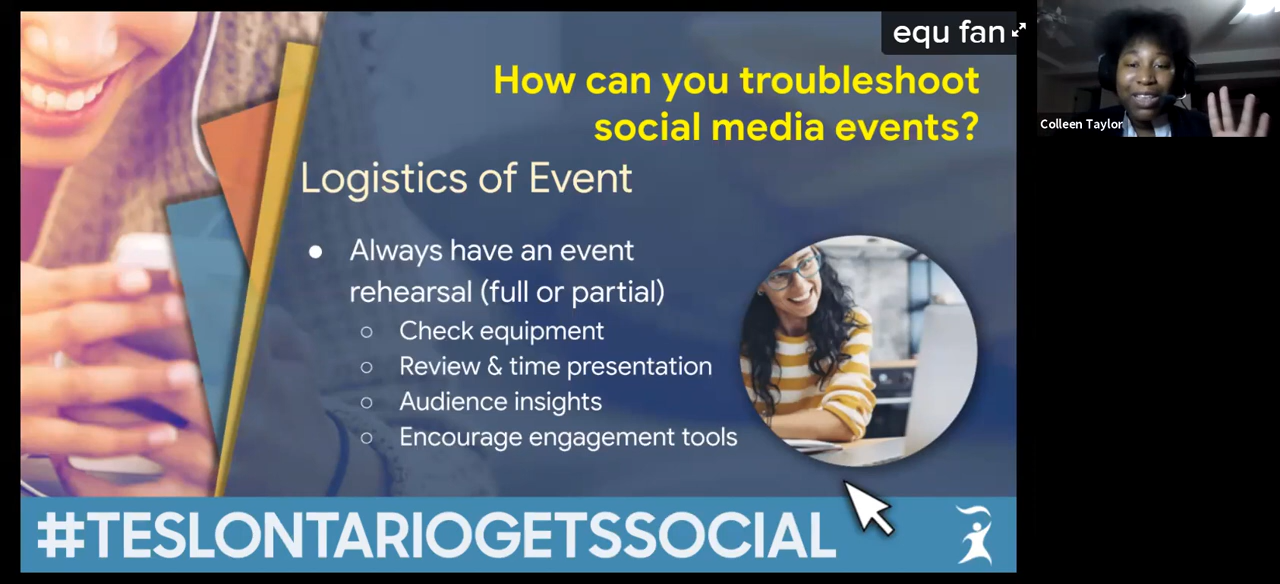 equ fan
How can you troubleshoot
social media events?
Logistics of Event
● Always have an event
rehearsal (full or partial)
○ Check equipment
○ Review & time presentation
○ Audience insights
○ Encourage engagement tools
#TESLONTARIOGETSSOCIAL
Colleen Taylor